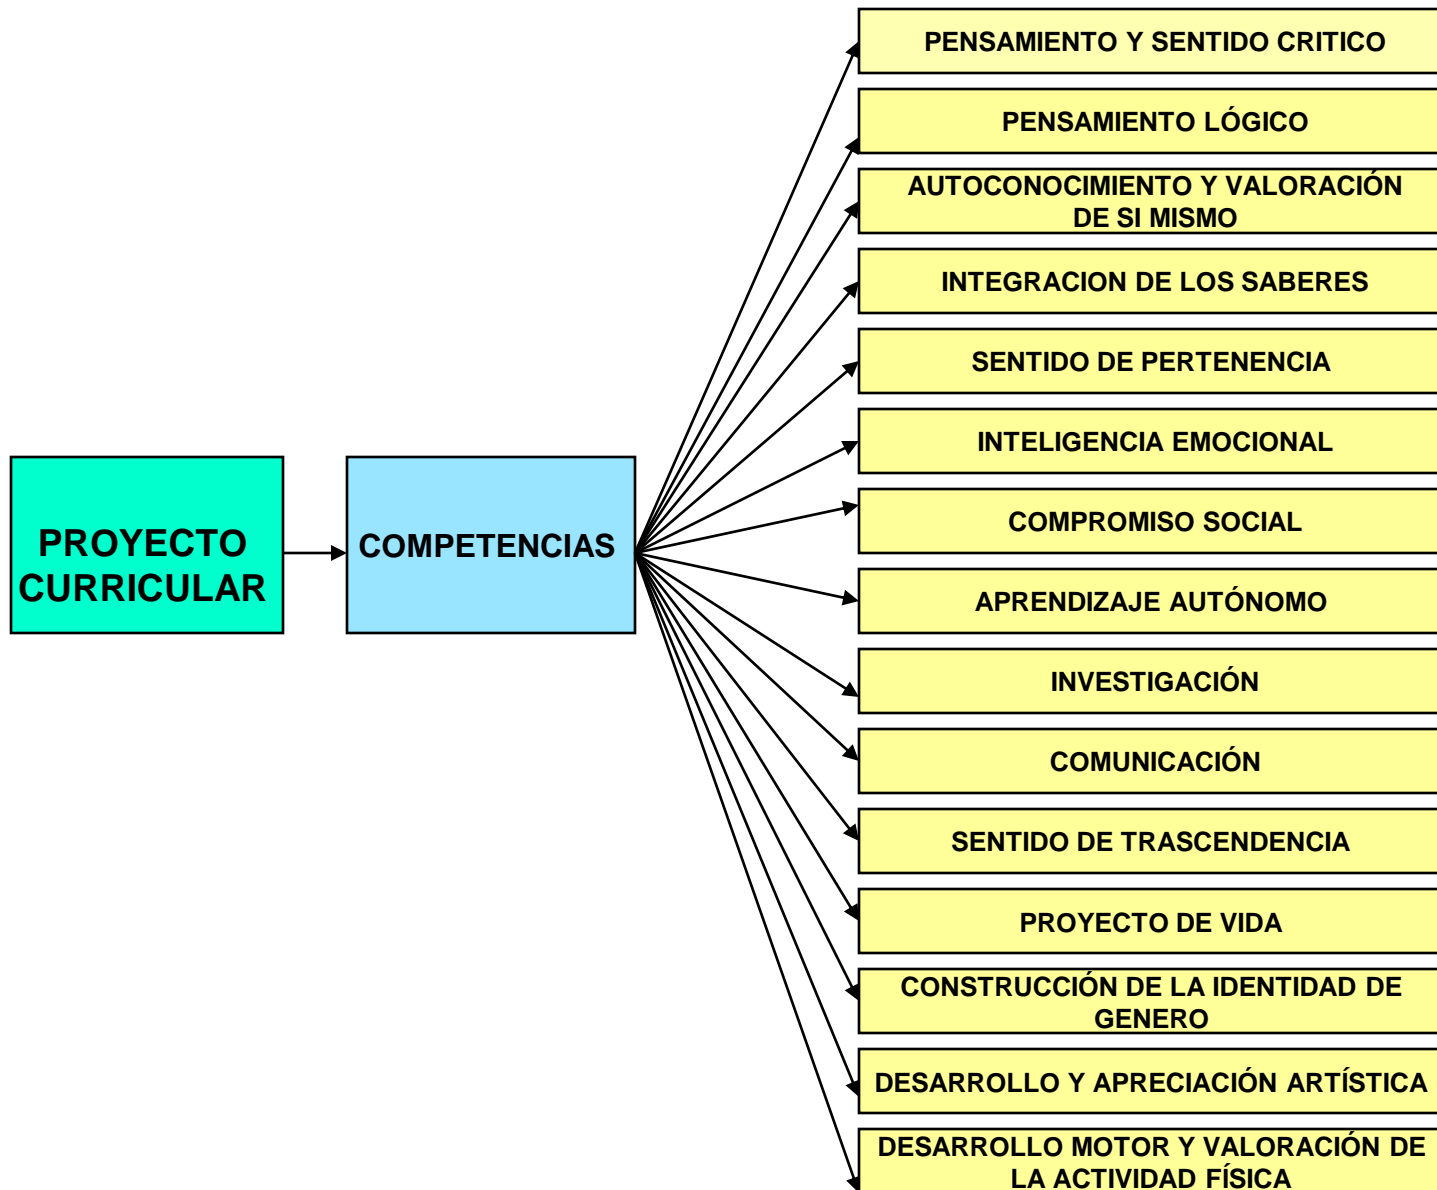 PENSAMIENTO Y SENTIDO CRITICO
PENSAMIENTO LÓGICO
AUTOCONOCIMIENTO Y VALORACIÓN
DE SI MISMO
INTEGRACION DE LOS SABERES
SENTIDO DE PERTENENCIA
INTELIGENCIA EMOCIONAL
PROYECTO
CURRICULAR
COMPETENCIAS
COMPROMISO SOCIAL
APRENDIZAJE AUTÓNOMO
INVESTIGACIÓN
COMUNICACIÓN
SENTIDO DE TRASCENDENCIA
PROYECTO DE VIDA
CONSTRUCCIÓN DE LA IDENTIDAD DE
GENERO
DESARROLLO Y APRECIACIÓN ARTÍSTICA
DESARROLLO MOTOR Y VALORACIÓN DE
LA ACTIVIDAD FÍSICA